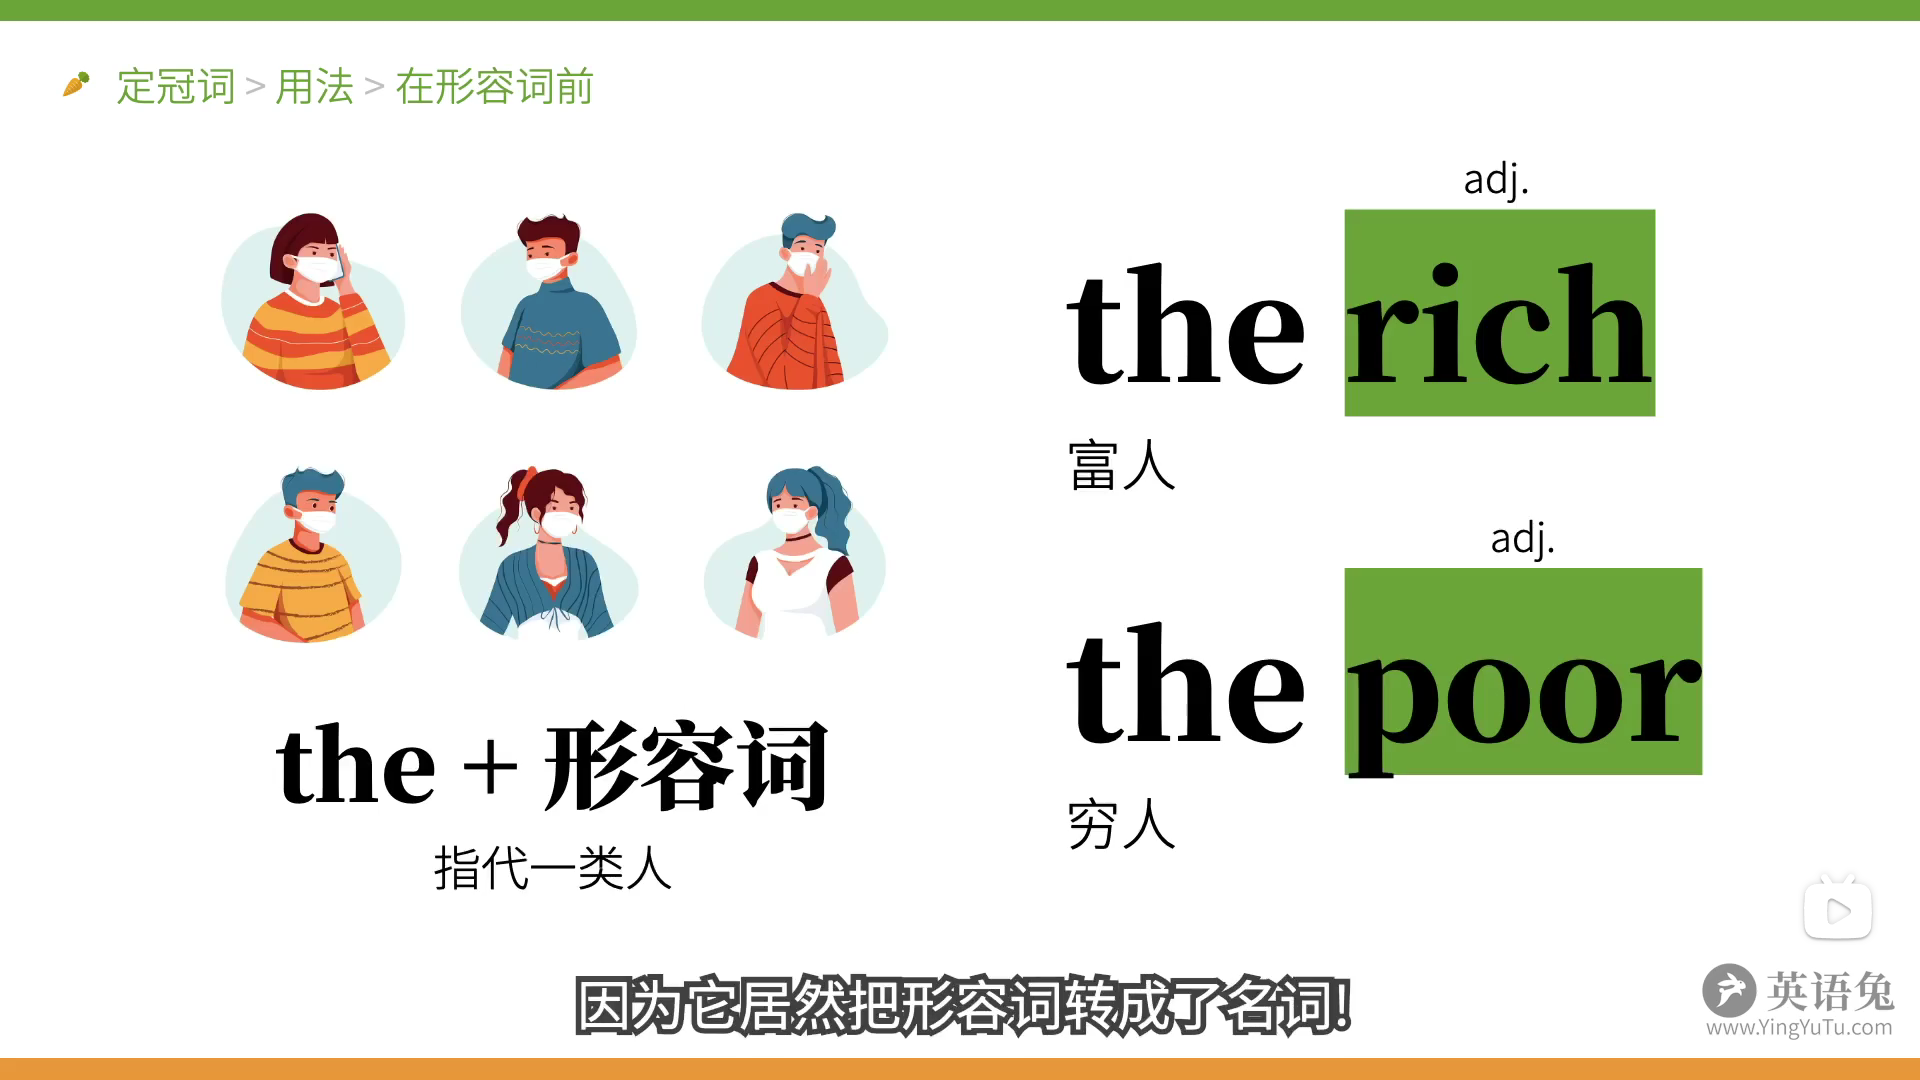 定冠词 > 用法 > 在形容词前
the + 形容词
指代一类人
adj.
the rich
富人
adj.
the poor
穷人
因为它居然把形容词转成了名词!
英语兔
www.YingYuTu.com